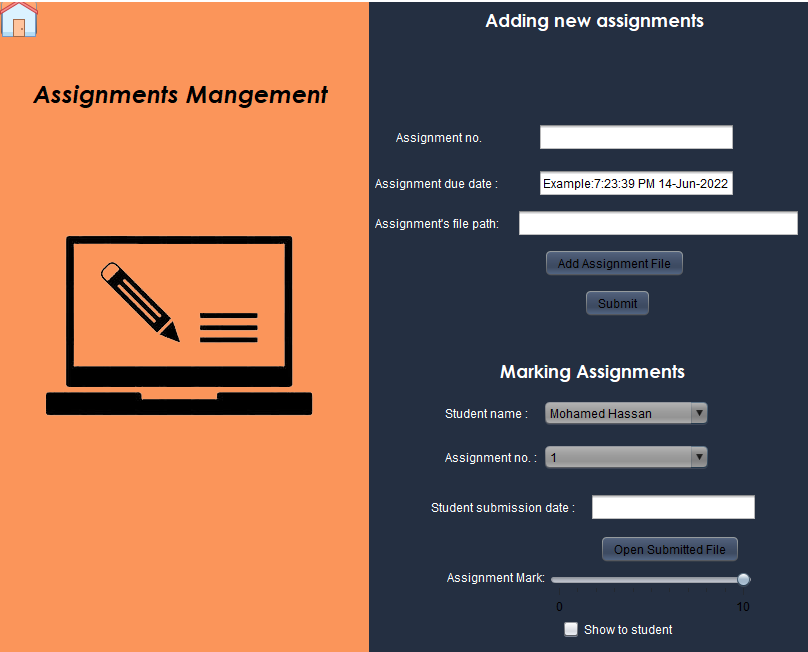 Assignments Mangement
Adding new assignments
Assignment no.
Assignment due date :
Example:7:23:39 PM 14-Jun-2022
Assignment's file path:
Add Assignment File
Submit
Marking Assignments
Student name :
Mohamed Hassan
Assignment no. :
1
Student submission date :
Open Submitted File
Assignment Mark:
0
10
Show to student